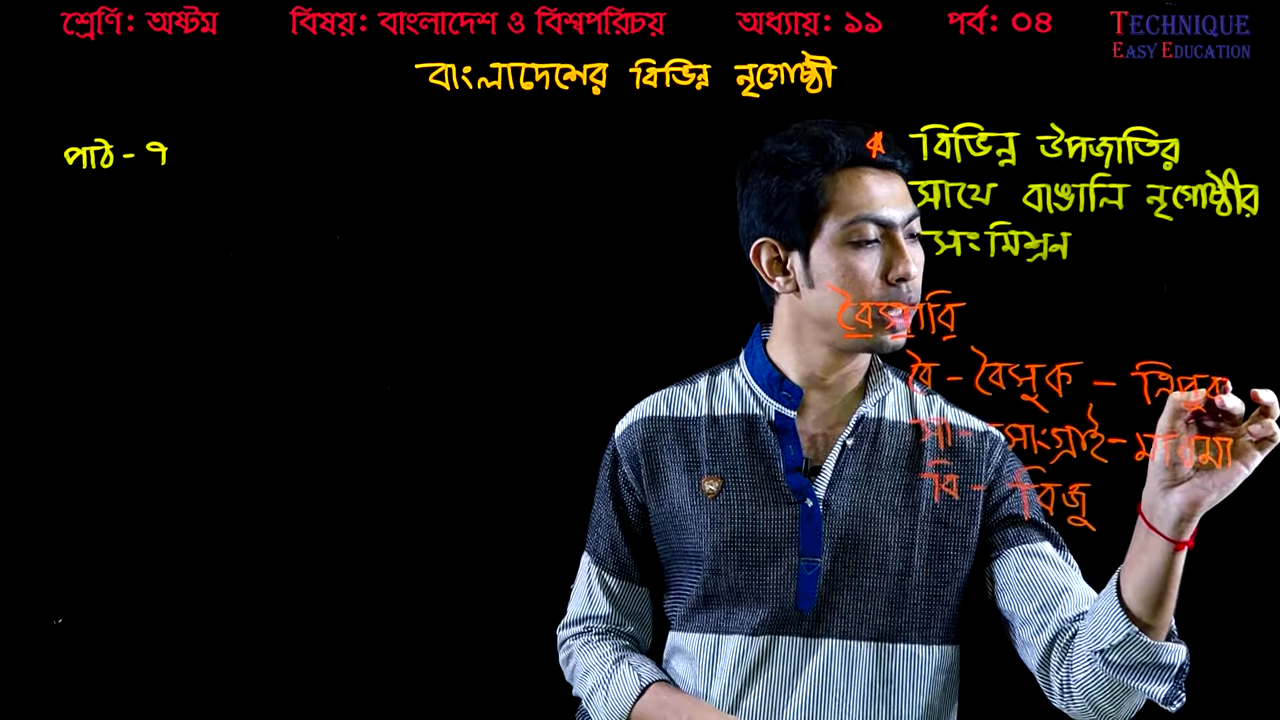 শ্রেণি: অষ্টম বিষয়: বাংলাদেশ ও বিশ্বপরিচয় অধ্যায়: ১১ পর্ব: ০৪
TECHNIQUE
EASY EDUCATION
বাংলাদেশের বিভিন্ন নৃগোষ্ঠী
পাঠ - ৭
বিভিন্ন উপজাতির
সাথে বাঙালি নৃগোষ্ঠীর
সংমিশ্রন
বৈসাবি
বৈ - বৈসুক - ত্রিপুরা
সা - সাংগ্রাই - মারমা
বি - বিজু